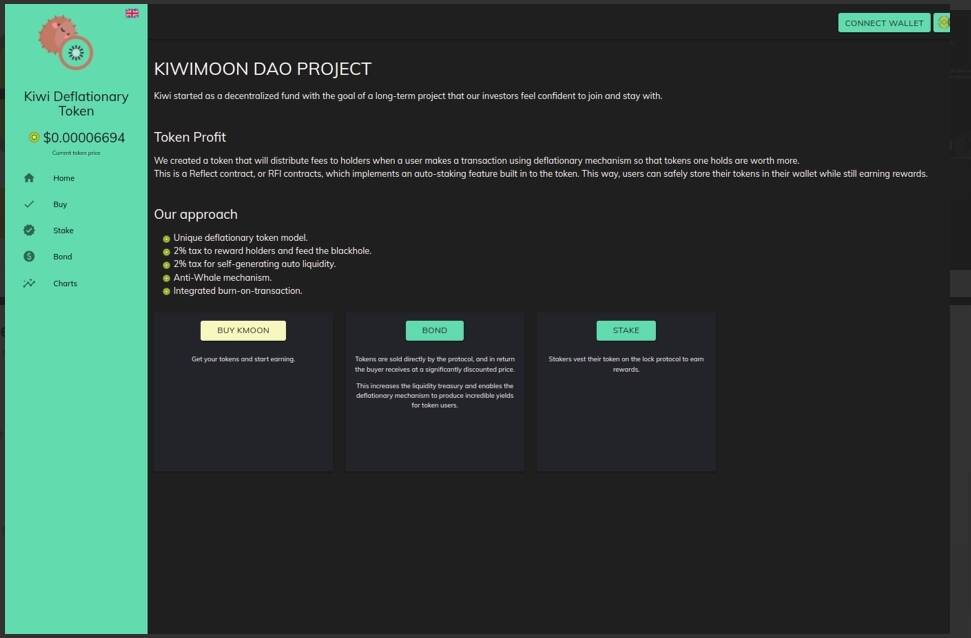 CONNECT WALLET
Kiwi Deflationary
Token
$0.00006694
Current token price
Home
Buy
Stake
Bond
Charts
KIWIMOON DAO PROJECT
Kiwi started as a decentralized fund with the goal of a long-term project that our investors feel confident to join and stay with.
Token Profit
We created a token that will distribute fees to holders when a user makes a transaction using deflationary mechanism so that tokens one holds are worth more.
This is a Reflect contract, or RFI contracts, which implements an auto-staking feature built in to the token. This way, users can safely store their tokens in their wallet while still earning rewards.
Our approach
Unique deflationary token model.
2% tax to reward holders and feed the blackhole.
2% tax for self-generating auto liquidity.
Anti-Whale mechanism.
Integrated burn-on-transaction.
BUY KMOON
Get your tokens and start earning.
BOND
Tokens are sold directly by the protocol, and in return
the buyer receives at a significantly discounted price.
This increases the liquidity treasury and enables the
deflationary mechanism to produce incredible yields
for token users.
STAKE
Stakers vest their token on the lock protocol to earn
rewards.